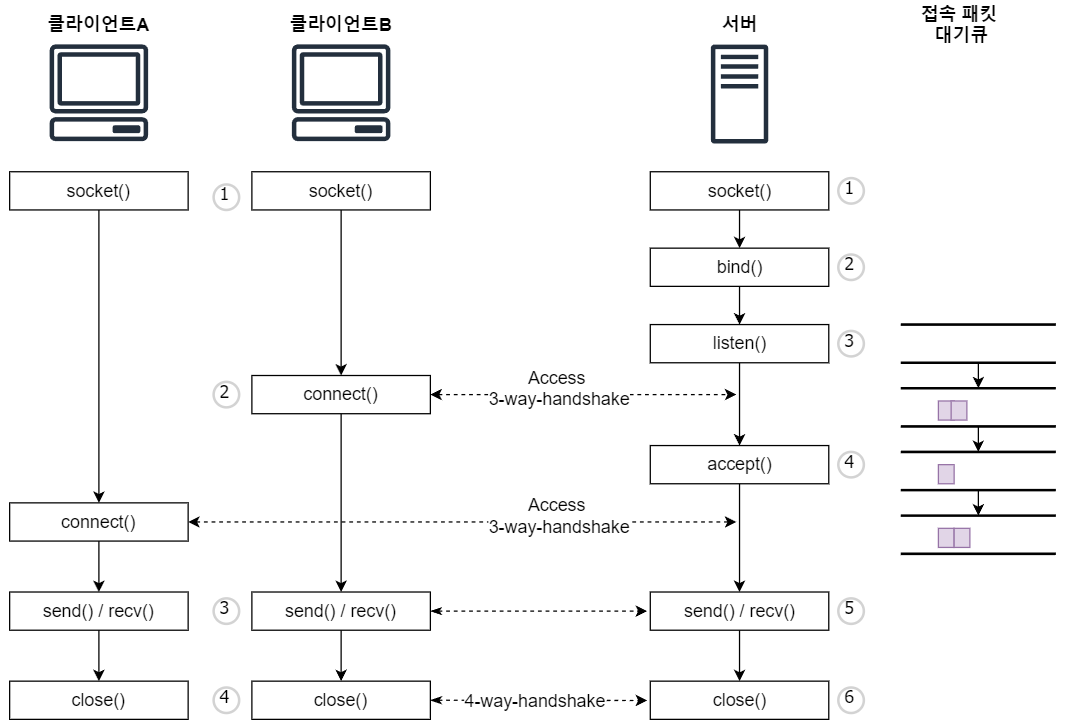 클라이언트A
클라이언트B
서버
접속 패킷
대기큐
socket()
1
socket()
socket()
1
bind()
2
listen()
3
2
connect()
Access
3-way-handshake
accept()
4
connect()
Access
3-way-handshake
send() / recv()
3
send() / recv()
send() / recv()
5
close()
4
close()
4-way-handshake
close()
6